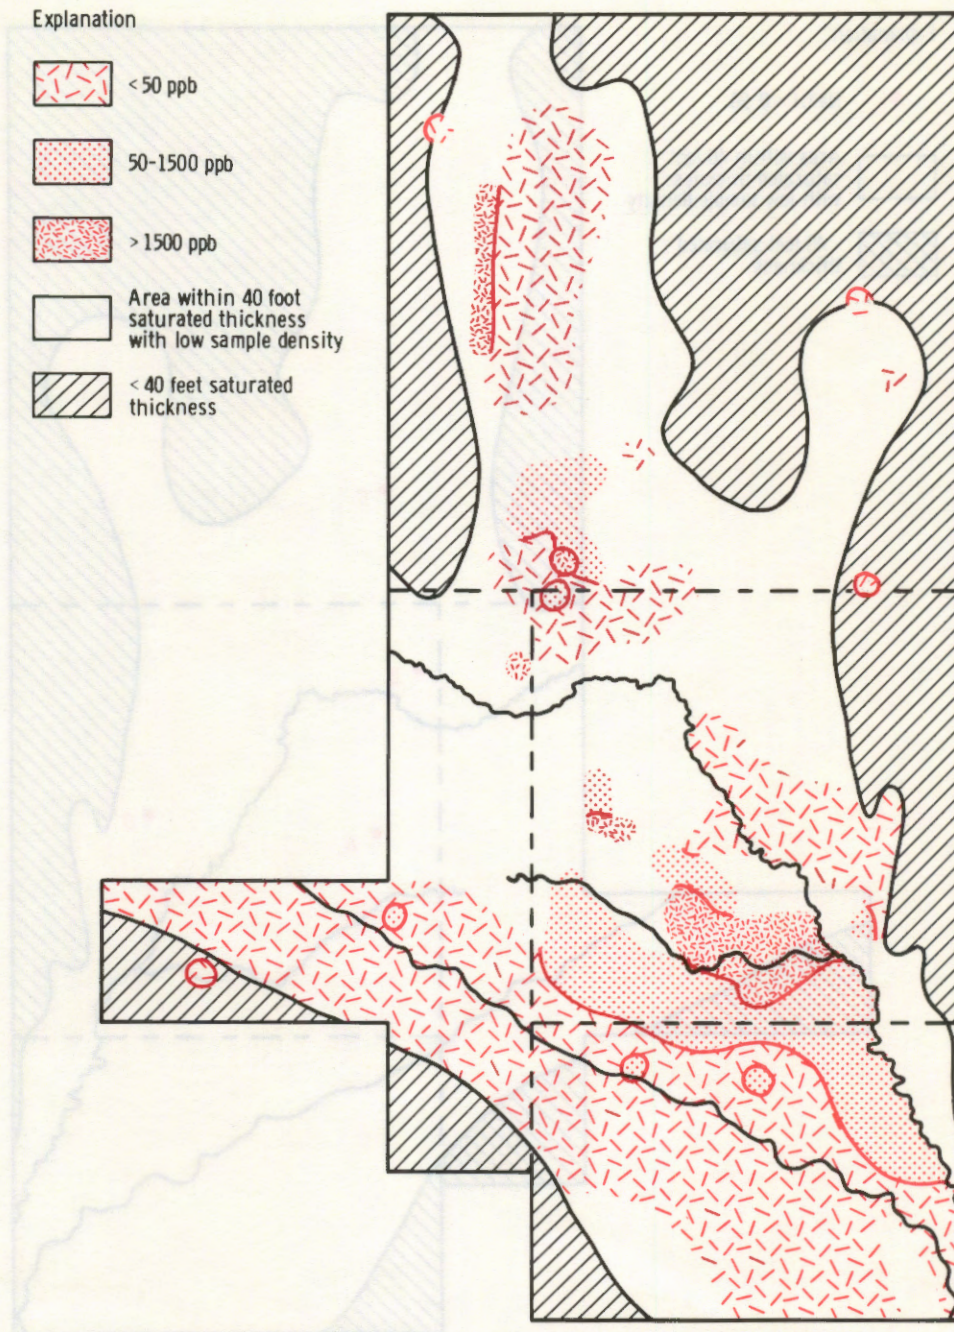 Explanation
< 50 ppb
50-1500 ppb
> 1500 ppb
Area within 40 foot
saturated thickness
with low sample density
< 40 feet saturated
thickness